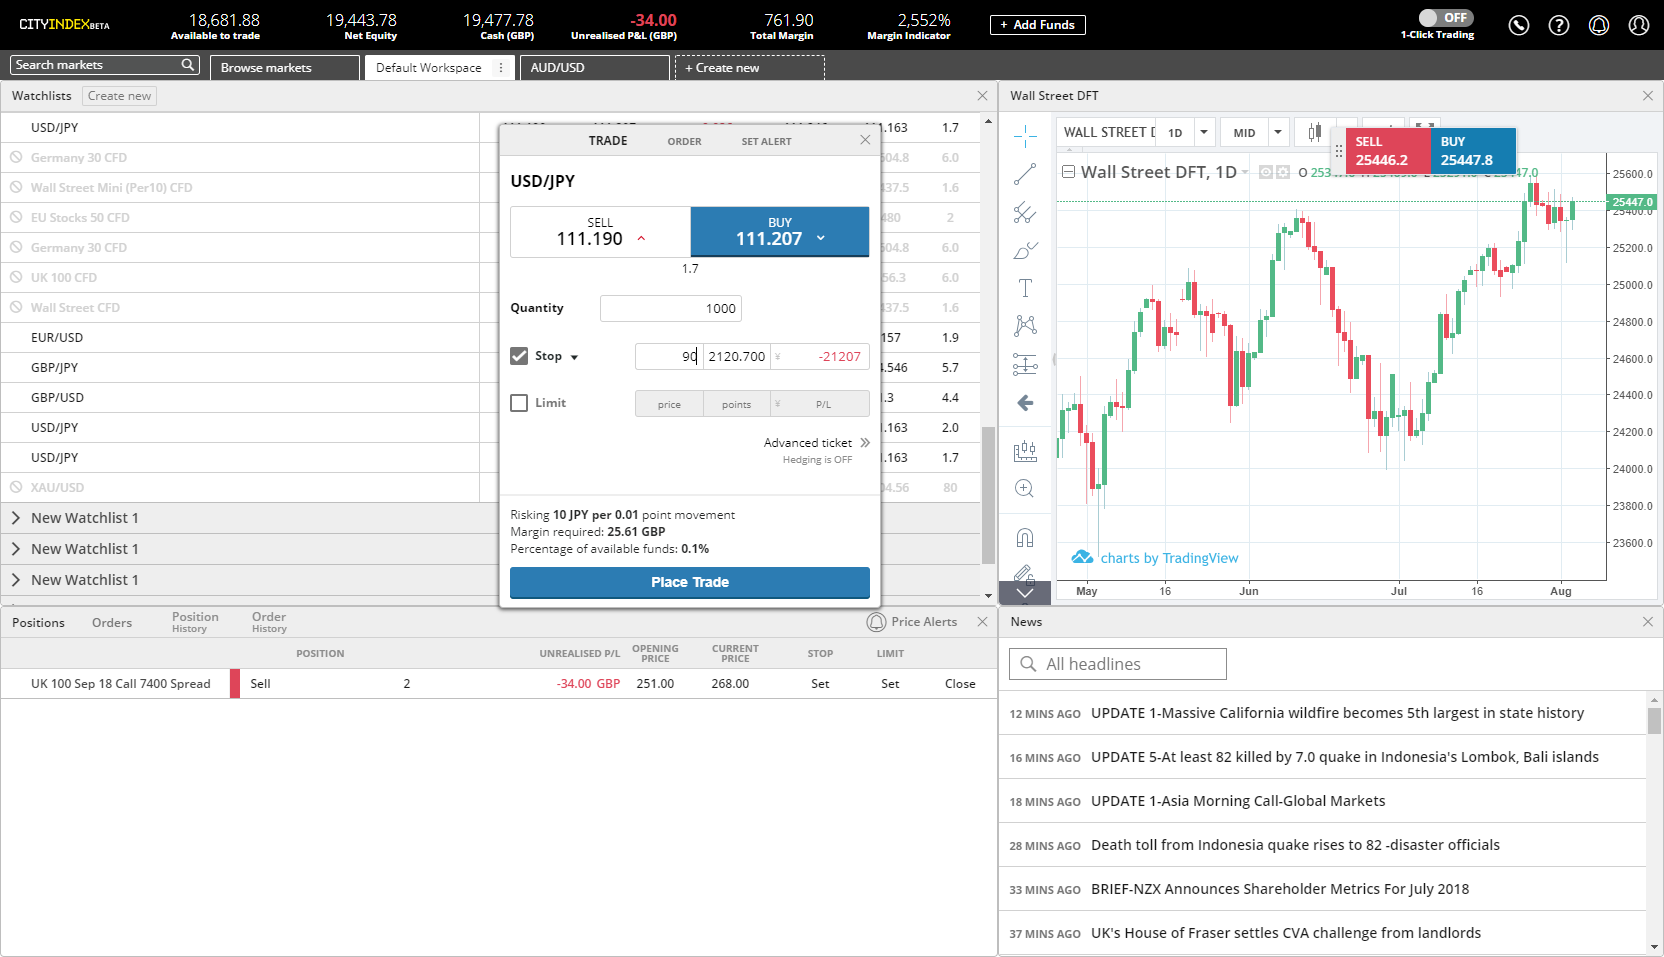 CITYINDEX BETA
18,681.88
Available to trade
19,443.78
Net Equity
19,477.78
Cash (GBP)
-34.00
Unrealised P&L (GBP)
761.90
Total Margin
2,552%
Margin Indicator
+ Add Funds
OFF
1-Click Trading
Search markets
Browse markets
Default Workspace
AUD/USD
+ Create new
Watchlists
Create new
USD/JPY .163 1.7
Germany 30 CFD 504.8 6.0
Wall Street Mini (Per10) CFD 437.5 1.6
EU Stocks 50 CFD 480 2
Germany 30 CFD 504.8 6.0
UK 100 CFD 56.3 6.0
Wall Street CFD 437.5 1.6
EUR/USD 157 1.9
GBP/JPY .546 5.7
GBP/USD 1.3 4.4
USD/JPY 1.163 2.0
USD/JPY 1.163 1.7
XAU/USD 04.56 80
New Watchlist 1
New Watchlist 1
New Watchlist 1
TRADE
ORDER
SET ALERT
USD/JPY
SELL
111.190
BUY
111.207
1.7
Quantity
1000
Stop
90
2120.700
¥
-21207
Limit
price
points
¥
P/L
Advanced ticket
Hedging is OFF
Risking 10 JPY per 0.01 point movement
Margin required: 25.61 GBP
Percentage of available funds: 0.1%
Place Trade
Wall Street DFT
WALL STREET D
1D
MID
SELL
25446.2
BUY
25447.8
Wall Street DFT, 1D
25600.0
25447.0
25400.0
25200.0
25000.0
24800.0
24600.0
24400.0
24200.0
24000.0
23800.0
23600.0
charts by TradingView
May 16 Jun Jul 16 Aug
Positions
Orders
Position
History
Order
History
Price Alerts
POSITION
UNREALISED P/L
OPENING
PRICE
CURRENT
PRICE
STOP
LIMIT
UK 100 Sep 18 Call 7400 Spread
Sell
2
-34.00 GBP
251.00
268.00
Set
Set
Close
News
All headlines
12 MINS AGO UPDATE 1-Massive California wildfire becomes 5th largest in state history
16 MINS AGO UPDATE 5-At least 82 killed by 7.0 quake in Indonesia's Lombok, Bali islands
18 MINS AGO UPDATE 1-Asia Morning Call-Global Markets
28 MINS AGO Death toll from Indonesia quake rises to 82 -disaster officials
33 MINS AGO BRIEF-NZX Announces Shareholder Metrics For July 2018
37 MINS AGO UK's House of Fraser settles CVA challenge from landlords